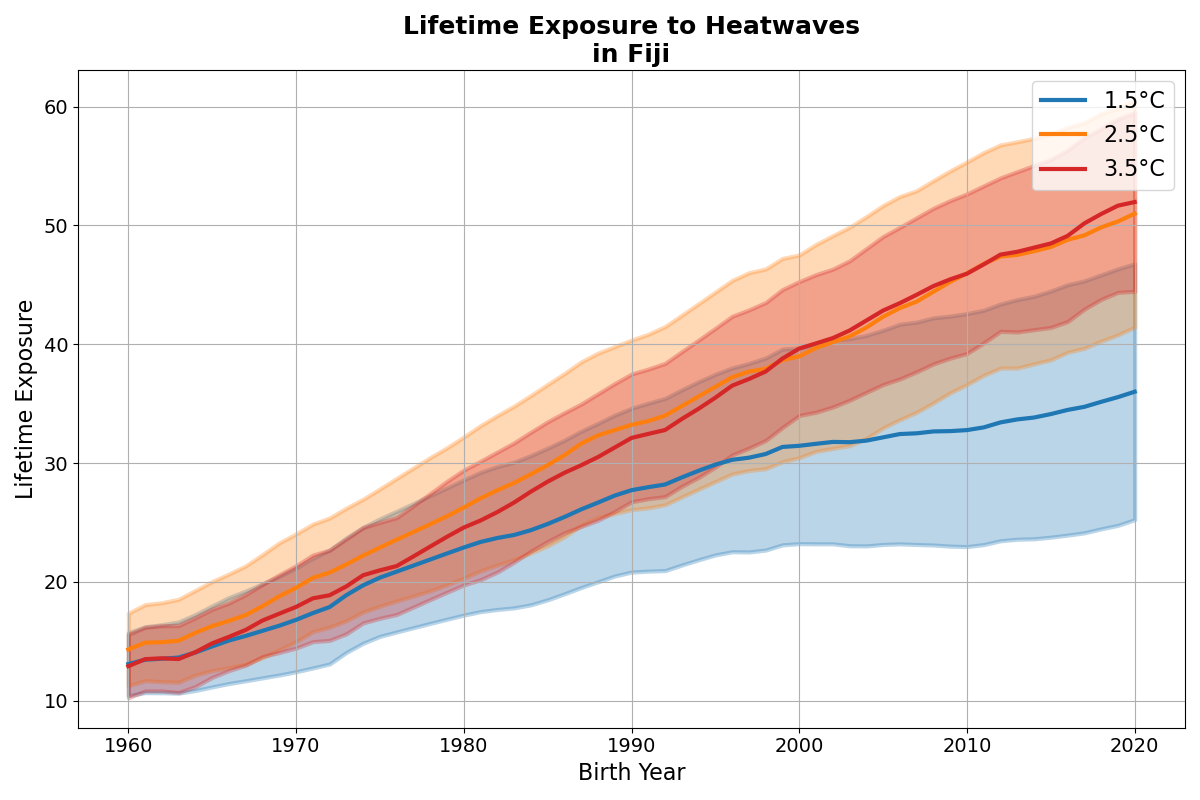 Lifetime Exposure to Heatwaves
in Fiji
1.5°C
2.5°C
3.5°C
60
50
40
30
20
10
Lifetime Exposure
1960 1970 1980 1990 2000 2010 2020
Birth Year